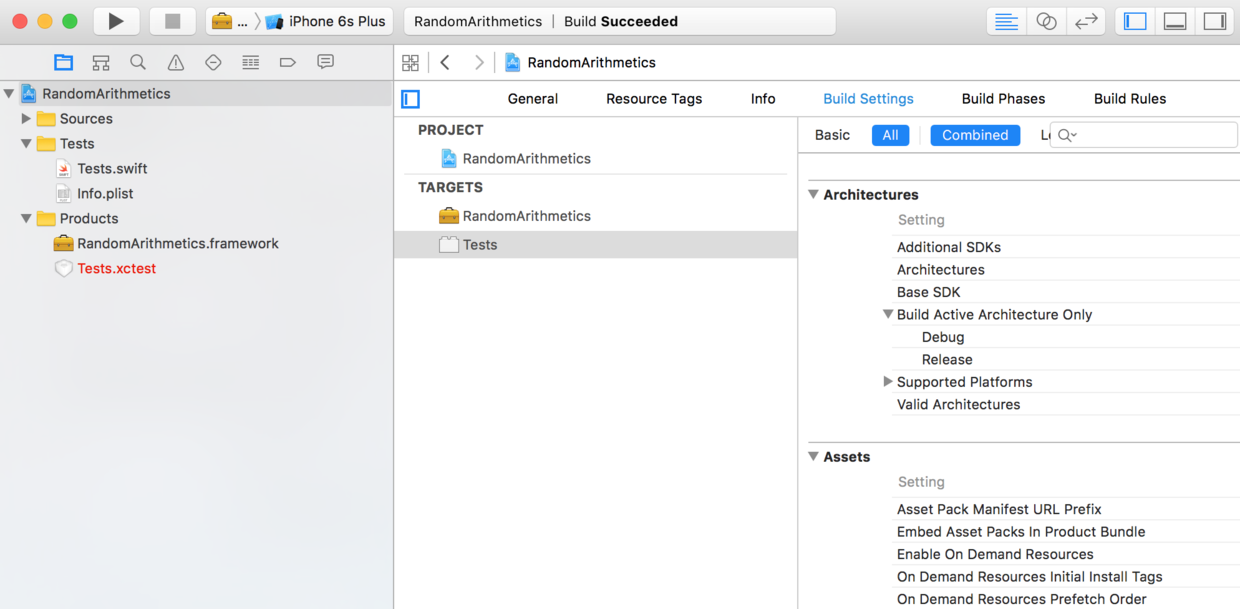 ... iPhone 6s Plus
RandomArithmetics | Build Succeeded
RandomArithmetics
RandomArithmetics
Sources
Tests
Tests.swift
Info.plist
Products
RandomArithmetics.framework
Tests.xctest
General Resource Tags Info Build Settings Build Phases Build Rules
PROJECT
RandomArithmetics
TARGETS
RandomArithmetics
Tests
Basic All Combined
Architectures
Setting
Additional SDKs
Architectures
Base SDK
Build Active Architecture Only
Debug
Release
Supported Platforms
Valid Architectures
Assets
Setting
Asset Pack Manifest URL Prefix
Embed Asset Packs In Product Bundle
Enable On Demand Resources
On Demand Resources Initial Install Tags
On Demand Resources Prefetch Order